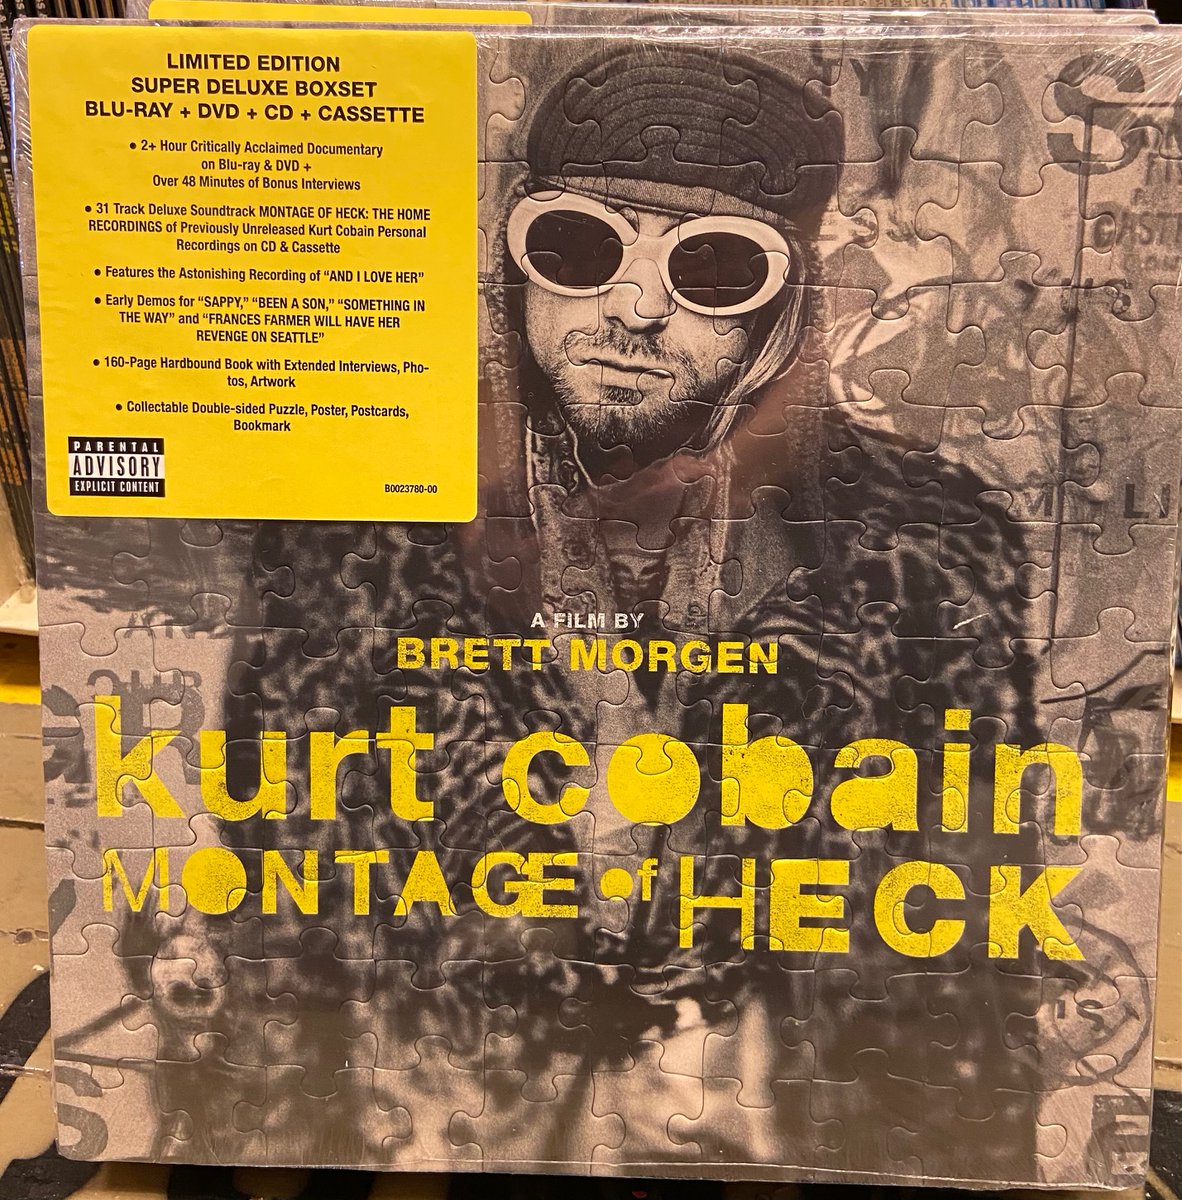 LIMITED EDITION
SUPER DELUXE BOXSET
BLU-RAY + DVD + CD + CASSETTE
• 2+ Hour Critically Acclaimed Documentary
on Blu-ray & DVD +
Over 48 Minutes of Bonus Interviews
• 31 Track Deluxe Soundtrack MONTAGE OF HECK: THE HOME
RECORDINGS of Previously Unreleased Kurt Cobain Personal
Recordings on CD & Cassette
• Features the Astonishing Recording of “AND I LOVE HER”
• Early Demos for “SAPPY,” “BEEN A SON,” “SOMETHING IN
THE WAY” and “FRANCES FARMER WILL HAVE HER
REVENGE ON SEATTLE”
• 160-Page Hardbound Book with Extended Interviews, Pho-
tos, Artwork
• Collectable Double-sided Puzzle, Poster, Postcards,
Bookmark
PARENTAL
ADVISORY
EXPLICIT CONTENT
B0023780-00
A FILM BY
BRETT MORGEN
kurt cobain
MONTAGE of HECK